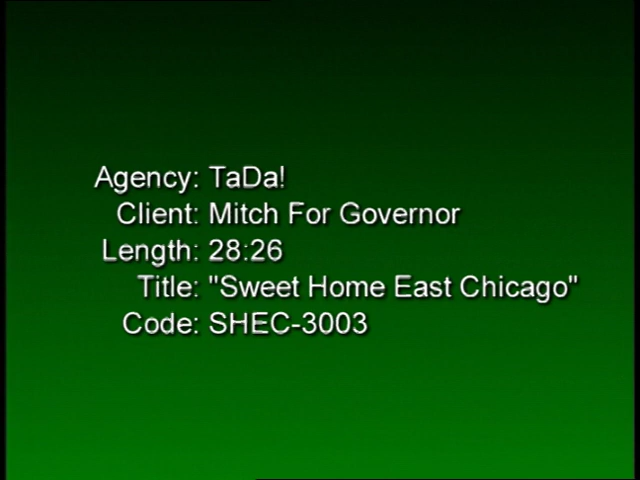 Agency: TaDa!
Client: Mitch For Governor
Length: 28:26
Title: "Sweet Home East Chicago"
Code: SHEC-3003